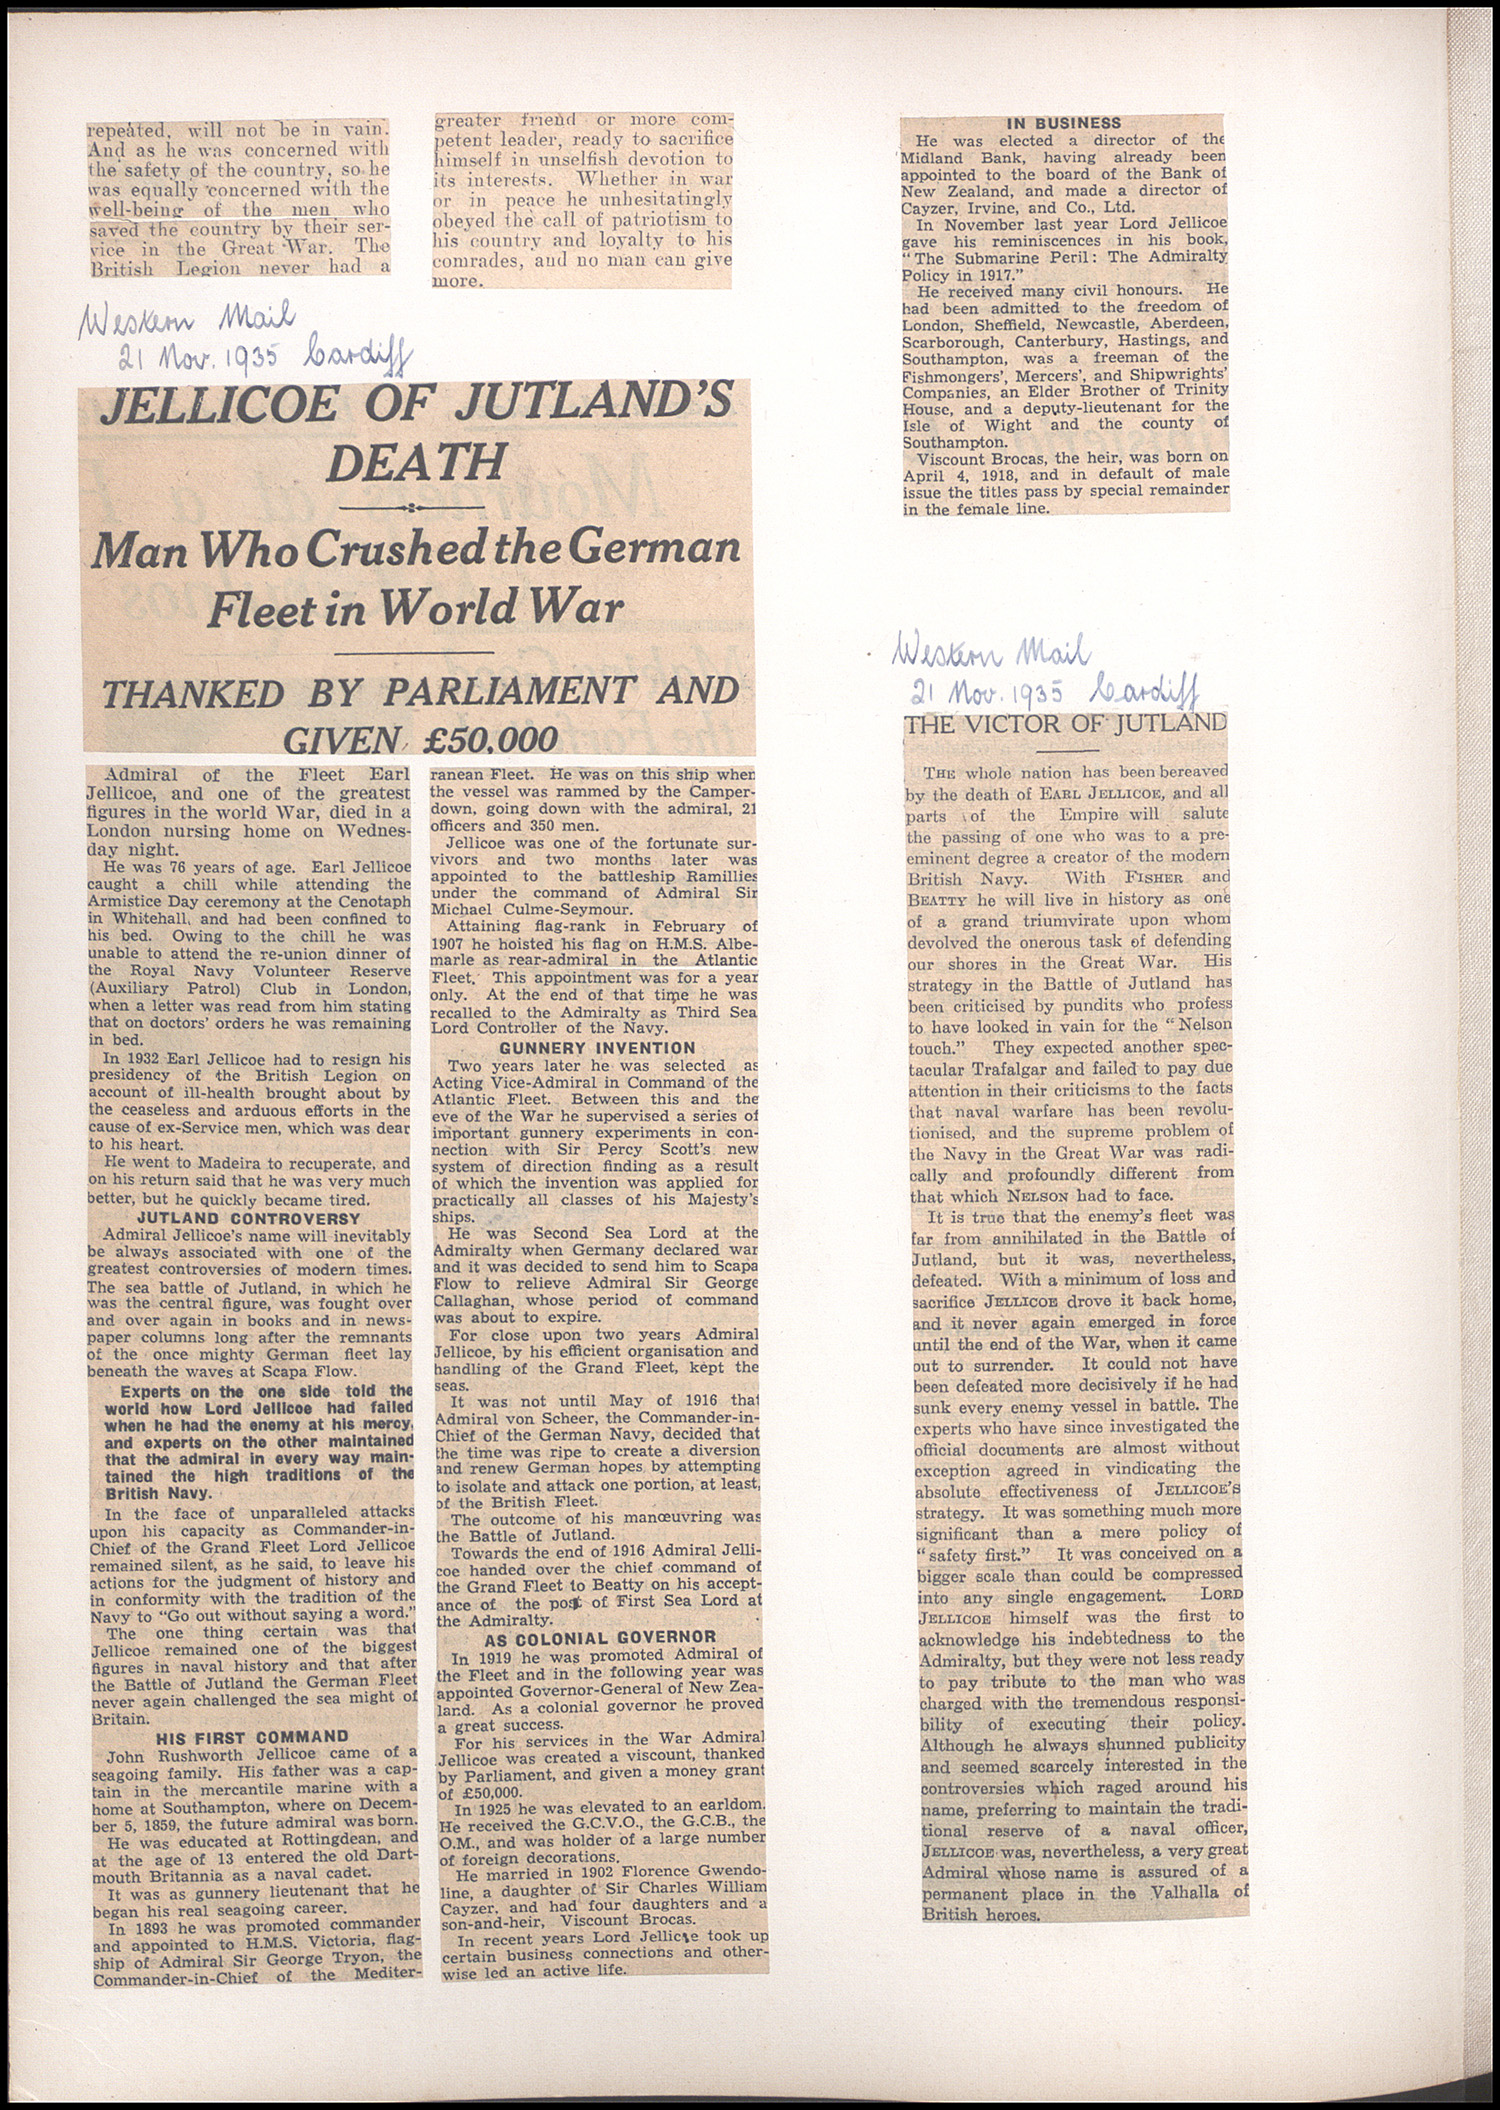 repeated, will not be in vain.
And as he was concerned with
the safety of the country, so he
was equally concerned with the
well-being of the men who
saved the country by their ser-
vice in the Great War. The
British Legion never had a
greater friend or more com-
petent leader, ready to sacrifice
himself in unselfish devotion to
its interests. Whether in war
or in peace he unhesitatingly
obeyed the call of patriotism to
his country and loyalty to his
comrades, and no man can give
more.
Western Mail
21 Nov. 1935 Cardiff
JELLICOE OF JUTLAND'S
DEATH
Man Who Crushed the German
Fleet in World War
THANKED BY PARLIAMENT AND
GIVEN £50,000
Admiral of the Fleet Earl
Jellicoe, and one of the greatest
figures in the world War, died in a
London nursing home on Wednes-
day night.
He was 76 years of age. Earl Jellicoe
caught a chill while attending the
Armistice Day ceremony at the Cenotaph
in Whitehall, and had been confined to
his bed. Owing to the chill he was
unable to attend the re-union dinner of
the Royal Navy Volunteer Reserve
(Auxiliary Patrol) Club in London,
when a letter was read from him stating
that on doctors' orders he was remaining
in bed.
In 1932 Earl Jellicoe had to resign his
presidency of the British Legion on
account of ill-health brought about by
the ceaseless and arduous efforts in the
cause of ex-Service men, which was dear
to his heart.
He went to Madeira to recuperate, and
on his return said that he was very much
better, but he quickly became tired.
JUTLAND CONTROVERSY
Admiral Jellicoe's name will inevitably
be always associated with one of the
greatest controversies of modern times.
The sea battle of Jutland, in which he
was the central figure, was fought over
and over again in books and in news-
paper columns long after the remnants
of the once mighty German fleet lay
beneath the waves at Scapa Flow.
Experts on the one side told the
world how Lord Jellicoe had failed
when he had the enemy at his mercy,
and experts on the other maintained
that the admiral in every way main-
tained the high traditions of the
British Navy.
In the face of unparalleled attacks
upon his capacity as Commander-in-
Chief of the Grand Fleet Lord Jellicoe
remained silent, as he said, to leave his
actions for the judgment of history and
in conformity with the tradition of the
Navy to "Go out without saying a word."
The one thing certain was that
Jellicoe remained one of the biggest
figures in naval history and that after
the Battle of Jutland the German Fleet
never again challenged the sea might of
Britain.
HIS FIRST COMMAND
John Rushworth Jellicoe came of a
seagoing family. His father was a cap-
tain in the mercantile marine with a
home at Southampton, where on Decem-
ber 5, 1859, the future admiral was born.
He was educated at Rottingdean, and
at the age of 13 entered the old Dart-
mouth Britannia as a naval cadet.
It was as gunnery lieutenant that he
began his real seagoing career.
In 1893 he was promoted commander
and appointed to H.M.S. Victoria, flag-
ship of Admiral Sir George Tryon, the
Commander-in-Chief of the Mediter-
ranean Fleet. He was on this ship when
the vessel was rammed by the Camper-
down, going down with the admiral, 21
officers and 350 men.
Jellicoe was one of the fortunate sur-
vivors and two months later was
appointed to the battleship Ramillies
under the command of Admiral Sir
Michael Culme-Seymour.
Attaining flag-rank in February of
1907 he hoisted his flag on H.M.S. Albe-
marle as rear-admiral in the Atlantic
Fleet. This appointment was for a year
only. At the end of that time he was
recalled to the Admiralty as Third Sea
Lord Controller of the Navy.
GUNNERY INVENTION
Two years later he was selected as
Acting Vice-Admiral in Command of the
Atlantic Fleet. Between this and the
eve of the War he supervised a series of
important gunnery experiments in con-
nection with Sir Percy Scott's new
system of direction finding as a result
of which the invention was applied for
practically all classes of his Majesty's
ships.
He was Second Sea Lord at the
Admiralty when Germany declared war
and it was decided to send him to Scapa
Flow to relieve Admiral Sir George
Callaghan, whose period of command
was about to expire.
For close upon two years Admiral
Jellicoe, by his efficient organisation and
handling of the Grand Fleet, kept the
seas.
It was not until May of 1916 that
Admiral von Scheer, the Commander-in-
Chief of the German Navy, decided that
the time was ripe to create a diversion
and renew German hopes by attempting
to isolate and attack one portion, at least,
of the British Fleet.
The outcome of his manœuvring was
the Battle of Jutland.
Towards the end of 1916 Admiral Jelli-
coe handed over the chief command of
the Grand Fleet to Beatty on his accept-
ance of the post of First Sea Lord at
the Admiralty.
AS COLONIAL GOVERNOR
In 1919 he was promoted Admiral of
the Fleet and in the following year was
appointed Governor-General of New Zea-
land. As a colonial governor he proved
a great success.
For his services in the War Admiral
Jellicoe was created a viscount, thanked
by Parliament, and given a money grant
of £50,000.
In 1925 he was elevated to an earldom.
He received the G.C.V.O., the G.C.B., the
O.M., and was holder of a large number
of foreign decorations.
He married in 1902 Florence Gwendo-
line, a daughter of Sir Charles William
Cayzer, and had four daughters and a
son-and-heir, Viscount Brocas.
In recent years Lord Jellicoe took up
certain business connections and other-
wise led an active life.
IN BUSINESS
He was elected a director of the
Midland Bank, having already been
appointed to the board of the Bank of
New Zealand, and made a director of
Cayzer, Irvine, and Co., Ltd.
In November last year Lord Jellicoe
gave his reminiscences in his book,
"The Submarine Peril: The Admiralty
Policy in 1917."
He received many civil honours. He
had been admitted to the freedom of
London, Sheffield, Newcastle, Aberdeen,
Scarborough, Canterbury, Hastings, and
Southampton, was a freeman of the
Fishmongers', Mercers', and Shipwrights'
Companies, an Elder Brother of Trinity
House, and a deputy-lieutenant for the
Isle of Wight and the county of
Southampton.
Viscount Brocas, the heir, was born on
April 4, 1918, and in default of male
issue the titles pass by special remainder
in the female line.
Western Mail
21 Nov. 1935 Cardiff
THE VICTOR OF JUTLAND
THE whole nation has been bereaved
by the death of EARL JELLICOE, and all
parts of the Empire will salute
the passing of one who was to a pre-
eminent degree a creator of the modern
British Navy. With FISHER and
BEATTY he will live in history as one
of a grand triumvirate upon whom
devolved the onerous task of defending
our shores in the Great War. His
strategy in the Battle of Jutland has
been criticised by pundits who profess
to have looked in vain for the "Nelson
touch." They expected another spec-
tacular Trafalgar and failed to pay due
attention in their criticisms to the facts
that naval warfare has been revolu-
tionised, and the supreme problem of
the Navy in the Great War was radi-
cally and profoundly different from
that which NELSON had to face.
It is true that the enemy's fleet was
far from annihilated in the Battle of
Jutland, but it was, nevertheless,
defeated. With a minimum of loss and
sacrifice JELLICOE drove it back home,
and it never again emerged in force
until the end of the War, when it came
out to surrender. It could not have
been defeated more decisively if he had
sunk every enemy vessel in battle. The
experts who have since investigated the
official documents are almost without
exception agreed in vindicating the
absolute effectiveness of JELLICOE'S
strategy. It was something much more
significant than a mere policy of
"safety first." It was conceived on a
bigger scale than could be compressed
into any single engagement. LORD
JELLICOE himself was the first to
acknowledge his indebtedness to the
Admiralty, but they were not less ready
to pay tribute to the man who was
charged with the tremendous responsi-
bility of executing their policy.
Although he always shunned publicity
and seemed scarcely interested in the
controversies which raged around his
name, preferring to maintain the tradi-
tional reserve of a naval officer,
JELLICOE was, nevertheless, a very great
Admiral whose name is assured of a
permanent place in the Valhalla of
British heroes.